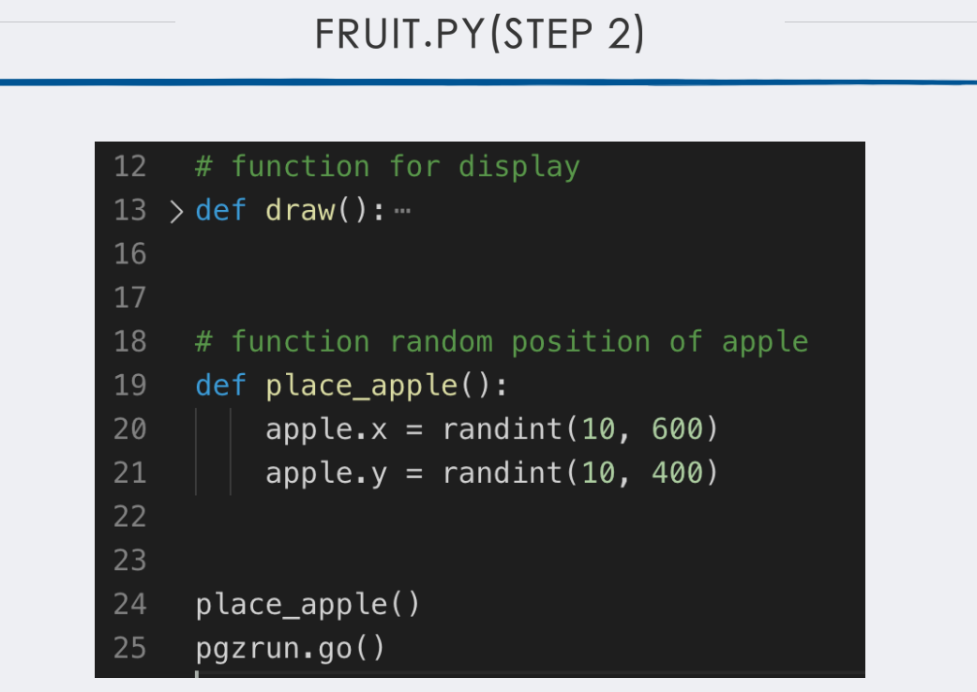 FRUIT.PY(STEP 2)
12 # function for display
13 > def draw():⋯
16
17
18 # function random position of apple
19 def place_apple():
20 apple.x = randint(10, 600)
21 apple.y = randint(10, 400)
22
23
24 place_apple()
25 pgzrun.go()